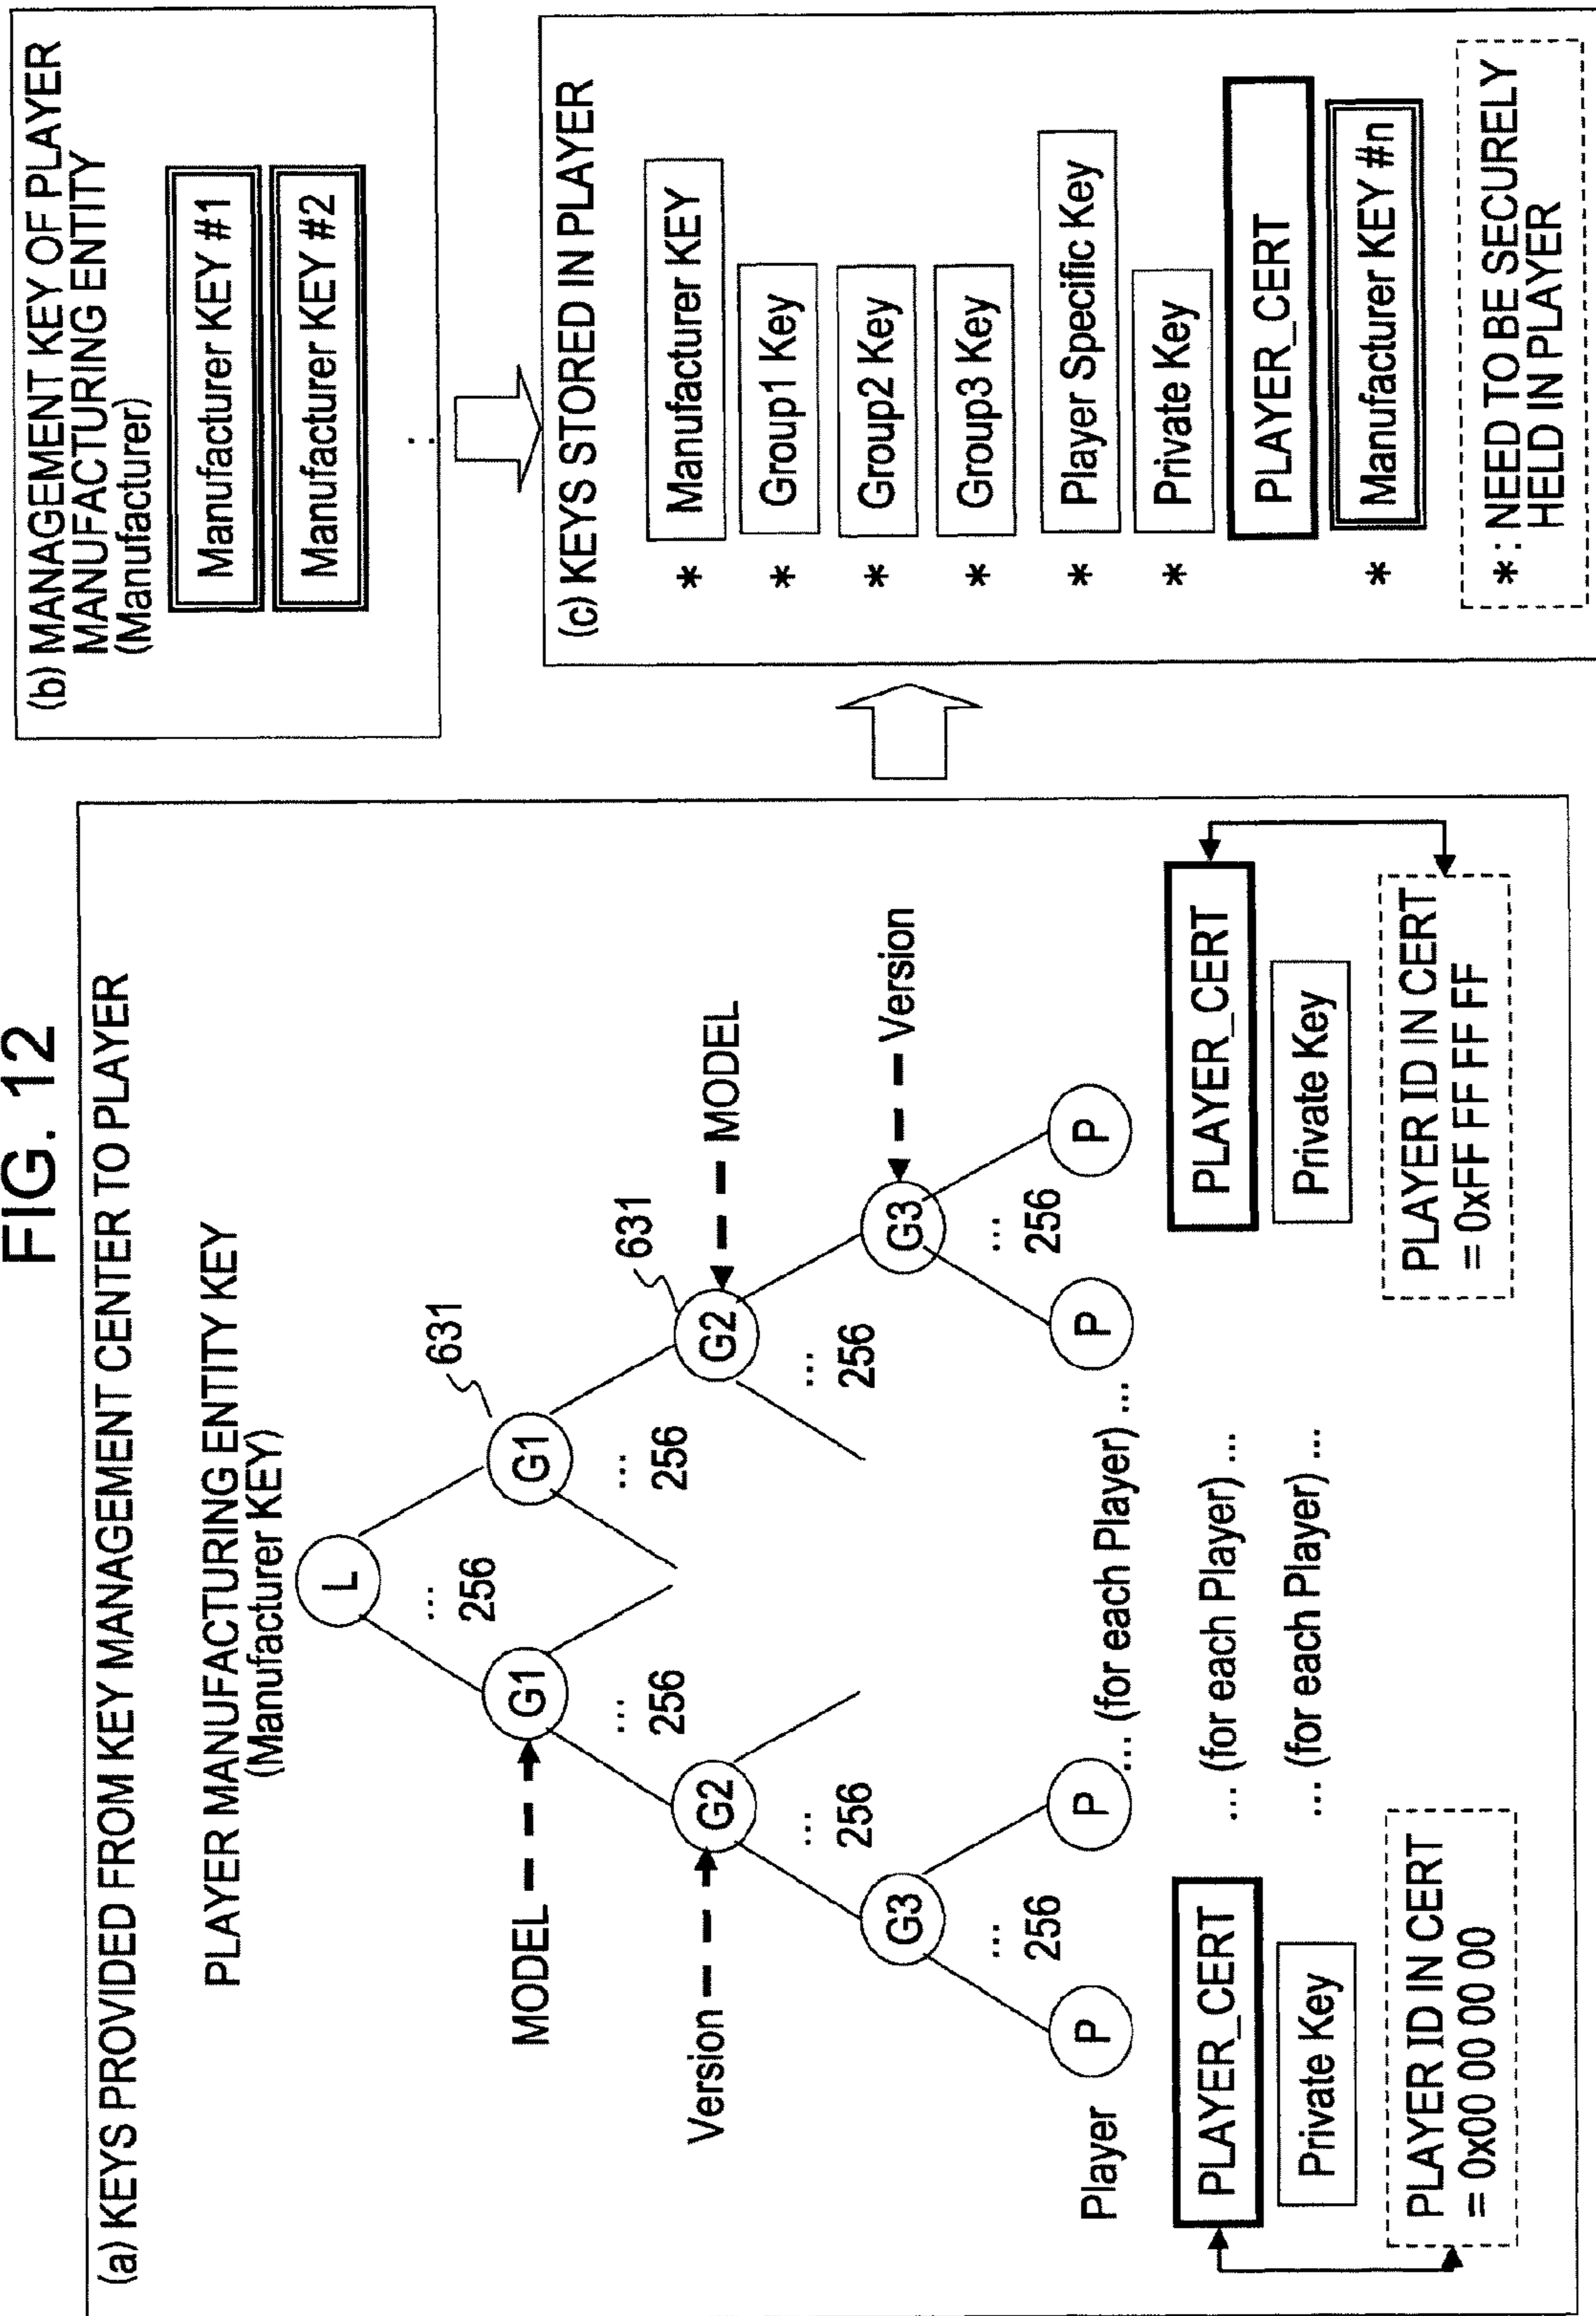 FIG. 12
(a) KEYS PROVIDED FROM KEY MANAGEMENT CENTER TO PLAYER
PLAYER MANUFACTURING ENTITY KEY
(Manufacturer KEY)
L
...
256
631
MODEL
G1
G1
...
256
...
256
631
Version
G2
G2
MODEL
...
256
...
256
G3
G3
Version
...
256
...
256
Player
P
P
... (for each Player) ...
P
P
PLAYER_CERT
... (for each Player) ...
PLAYER_CERT
Private Key
... (for each Player) ...
Private Key
PLAYER ID IN CERT
= 0x00 00 00 00
PLAYER ID IN CERT
= 0xFF FF FF FF
(b) MANAGEMENT KEY OF PLAYER
MANUFACTURING ENTITY
(Manufacturer)
Manufacturer KEY #1
Manufacturer KEY #2
:
(c) KEYS STORED IN PLAYER
* Manufacturer KEY
* Group1 Key
* Group2 Key
* Group3 Key
* Player Specific Key
* Private Key
PLAYER_CERT
* Manufacturer KEY #n
*: NEED TO BE SECURELY
HELD IN PLAYER